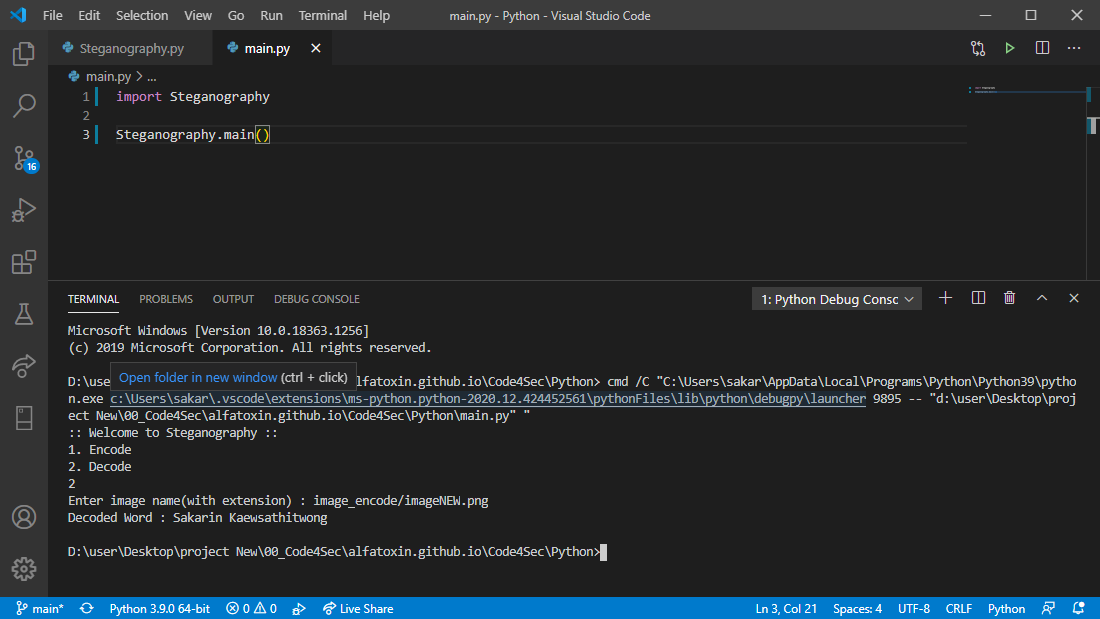 File Edit Selection View Go Run Terminal Help main.py - Python - Visual Studio Code
Steganography.py main.py
main.py > ...
1 import Steganography
2
3 Steganography.main()
16
TERMINAL PROBLEMS OUTPUT DEBUG CONSOLE 1: Python Debug Consc
Microsoft Windows [Version 10.0.18363.1256]
(c) 2019 Microsoft Corporation. All rights reserved.
Open folder in new window (ctrl + click)
D:\use lfatoxin.github.io\Code4Sec\Python> cmd /C "C:\Users\sakar\AppData\Local\Programs\Python\Python39\pytho
n.exe c:\Users\sakar\.vscode\extensions\ms-python.python-2020.12.424452561\pythonFiles\lib\python\debugpy\launcher 9895 -- "d:\user\Desktop\proj
ect New\00_Code4Sec\alfatoxin.github.io\Code4Sec\Python\main.py" "
:: Welcome to Steganography ::
1. Encode
2. Decode
2
Enter image name(with extension) : image_encode/imageNEW.png
Decoded Word : Sakarin Kaewsathitwong
D:\user\Desktop\project New\00_Code4Sec\alfatoxin.github.io\Code4Sec\Python>
main* Python 3.9.0 64-bit 0 0 Live Share Ln 3, Col 21 Spaces: 4 UTF-8 CRLF Python